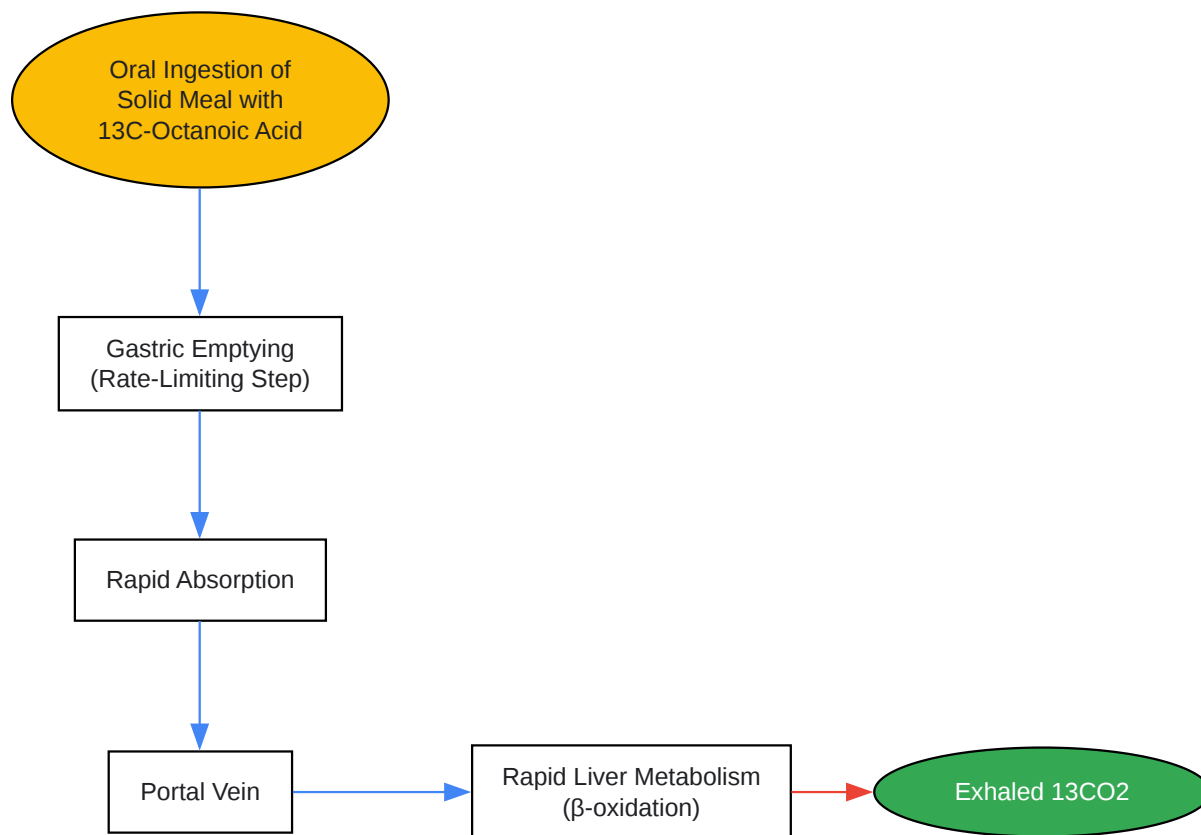 Oral Ingestion of
Solid Meal with
13C-Octanoic Acid
Gastric Emptying
(Rate-Limiting Step)
Rapid Absorption
Portal Vein
Rapid Liver Metabolism
(β-oxidation)
Exhaled 13CO2